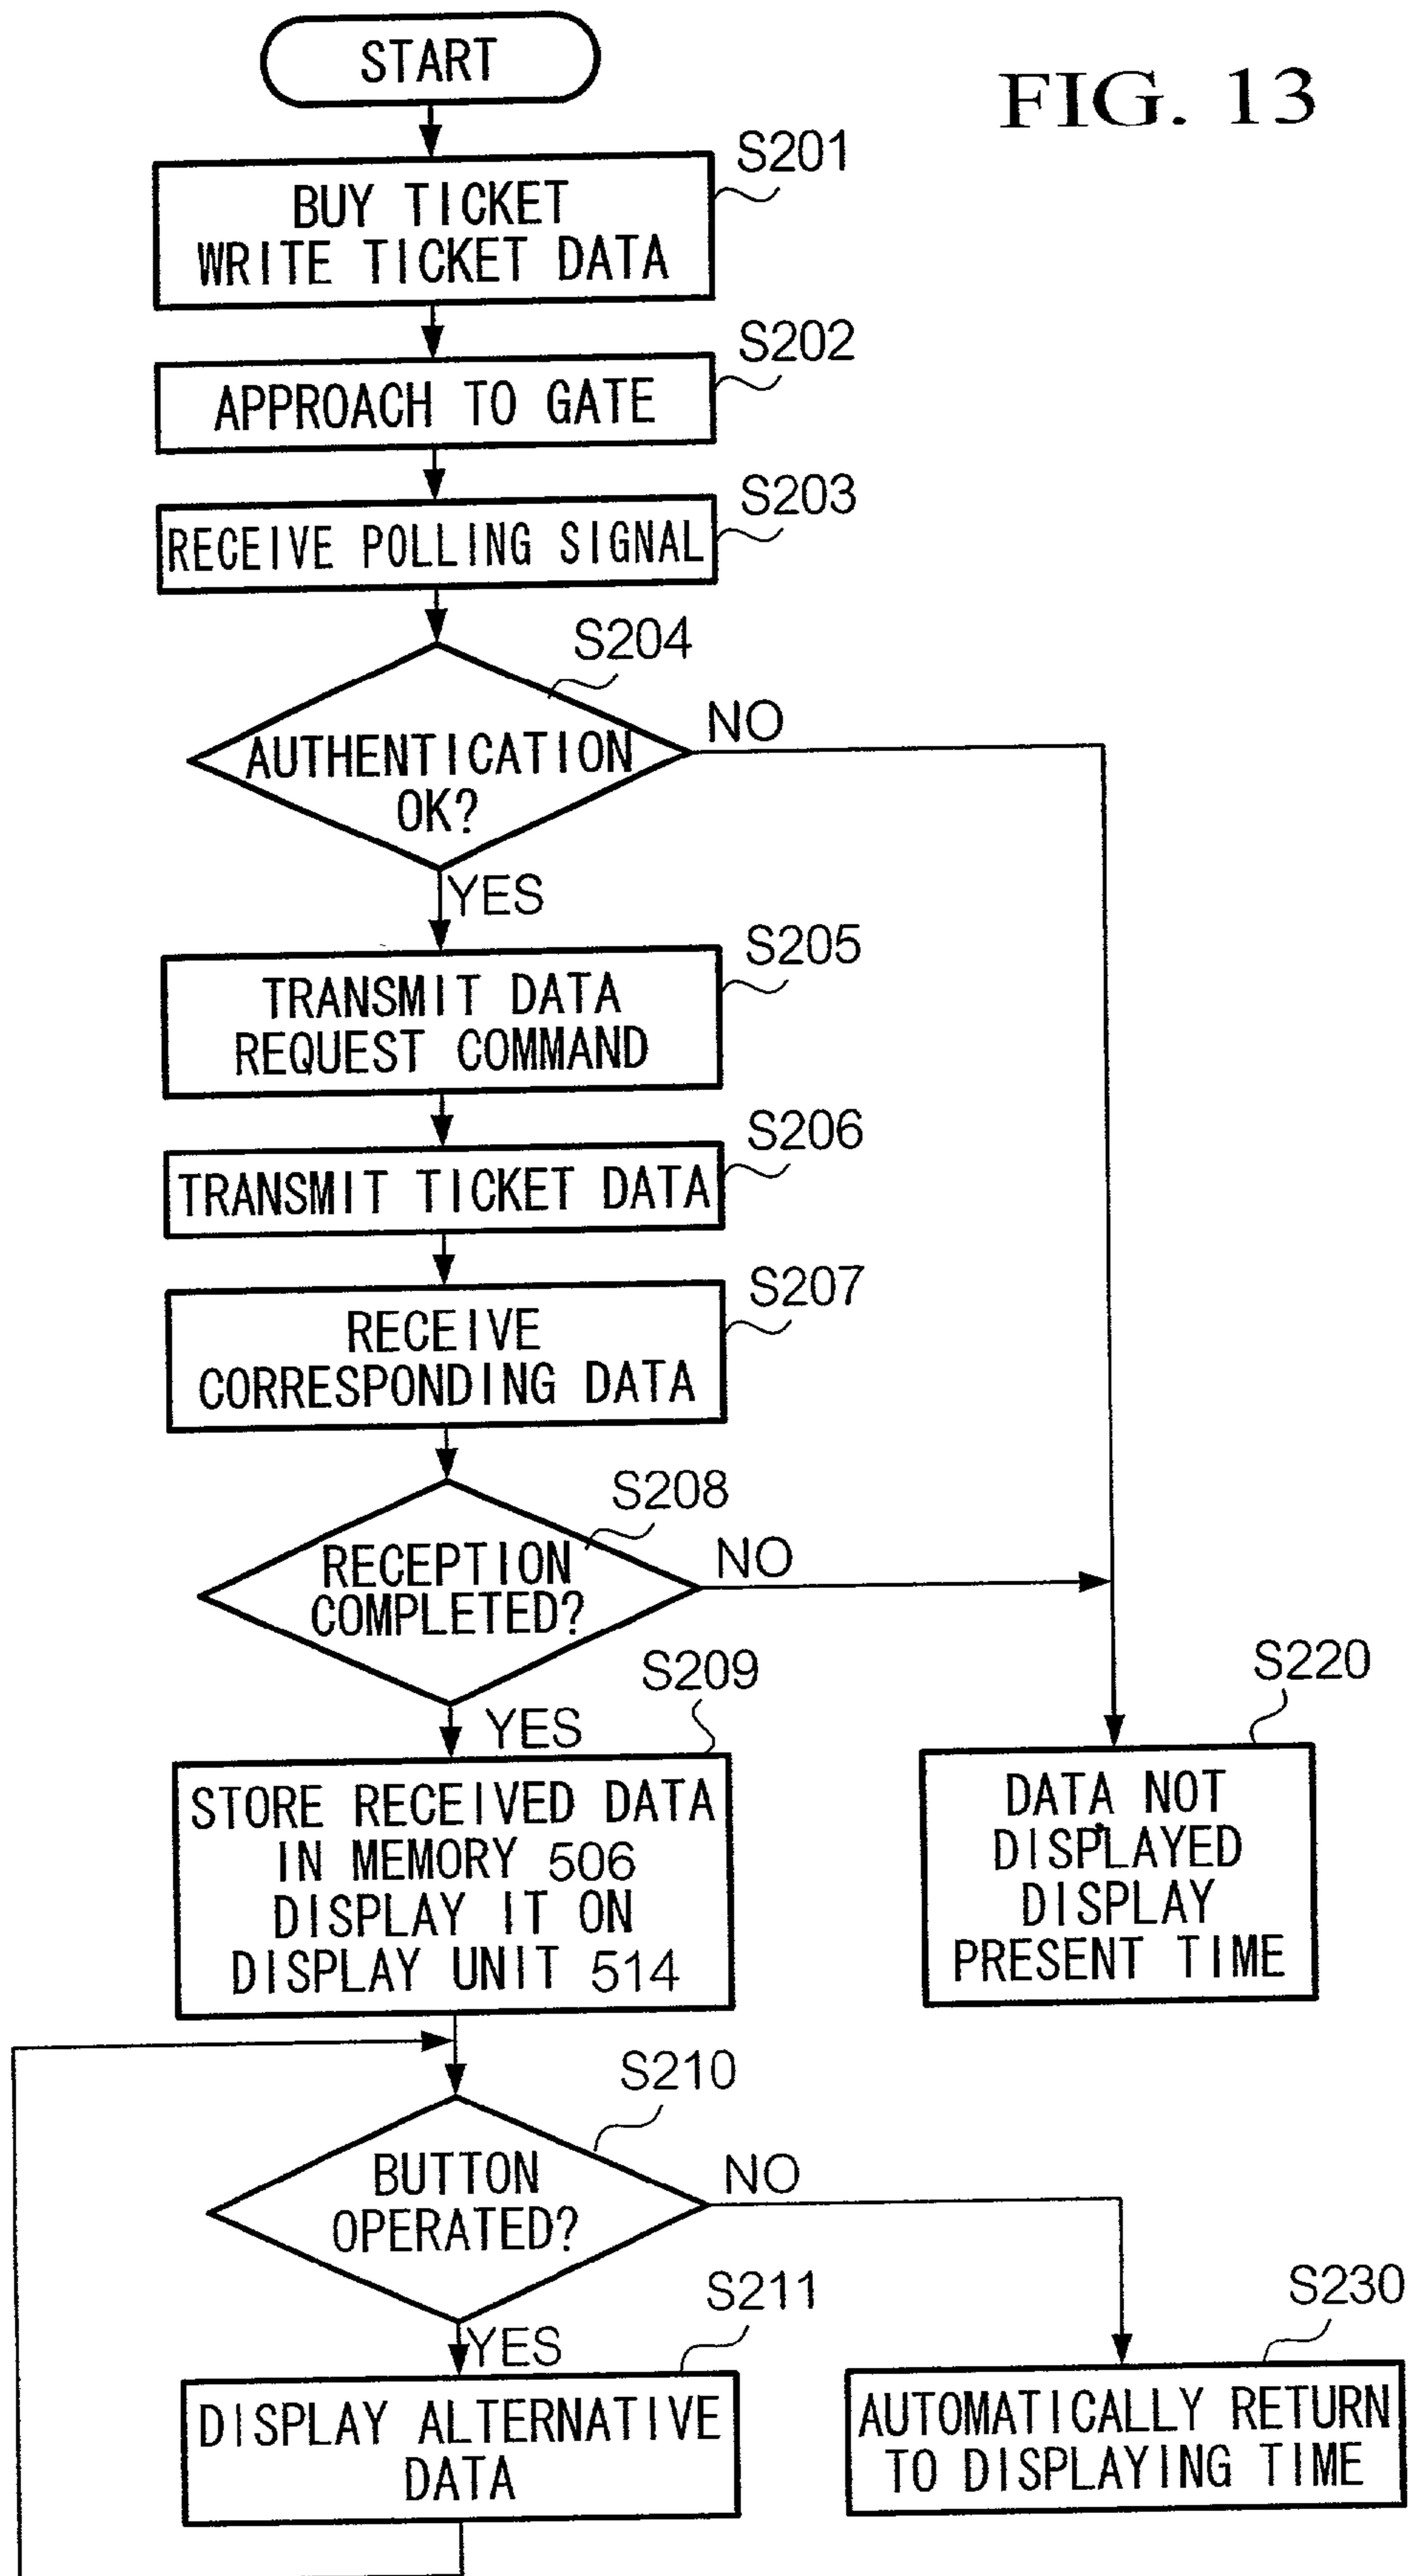 START
FIG. 13
S201
BUY TICKET
WRITE TICKET DATA
S202
APPROACH TO GATE
S203
RECEIVE POLLING SIGNAL
S204
NO
AUTHENTICATION
OK?
YES
S205
TRANSMIT DATA
REQUEST COMMAND
S206
TRANSMIT TICKET DATA
S207
RECEIVE
CORRESPONDING DATA
S208
NO
RECEPTION
COMPLETED?
S209
YES
STORE RECEIVED DATA
IN MEMORY 506
DISPLAY IT ON
DISPLAY UNIT 514
S220
DATA NOT
DISPLAYED
DISPLAY
PRESENT TIME
S210
NO
BUTTON
OPERATED?
S211
YES
DISPLAY ALTERNATIVE
DATA
S230
AUTOMATICALLY RETURN
TO DISPLAYING TIME